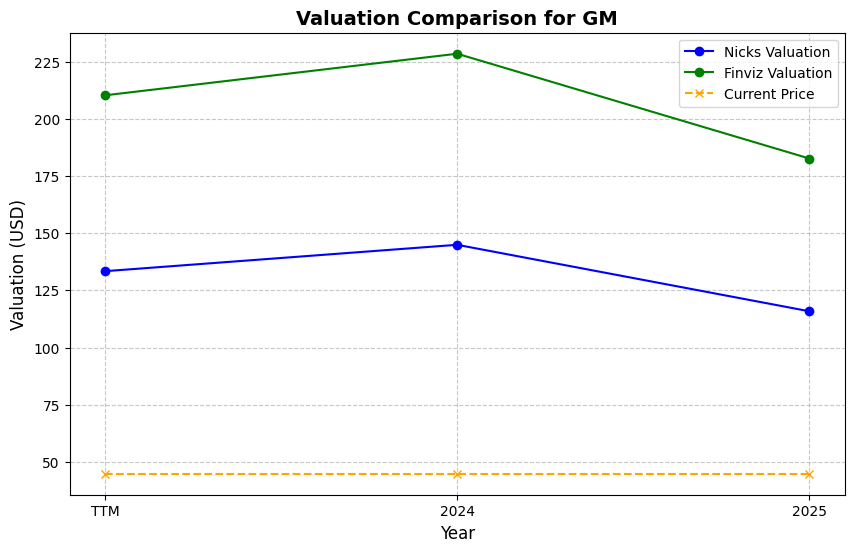 Valuation Comparison for GM
Nicks Valuation
Finviz Valuation
Current Price
Valuation (USD)
225
200
175
150
125
100
75
50
TTM
2024
2025
Year